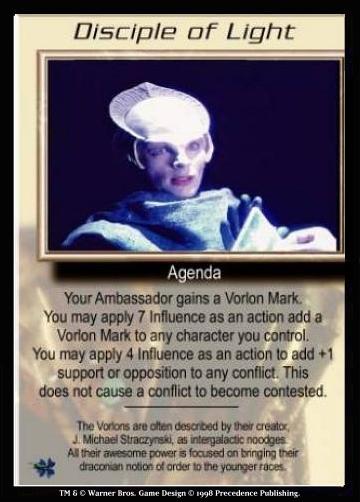 Disciple of Light
Agenda
Your Ambassador gains a Vorlon Mark.
You may apply 7 Influence as an action add a
Vorlon Mark to any character you control.
You may apply 4 Influence as an action to add +1
support or opposition to any conflict. This
does not cause a conflict to become contested.
The Vorlons are often described by their creator,
J. Michael Straczynski, as intergalactic noodges.
All their awesome power is focused on bringing their
draconian notion of order to the younger races.
TM & © Warner Bros. Game Design © 1998 Precedence Publishing.